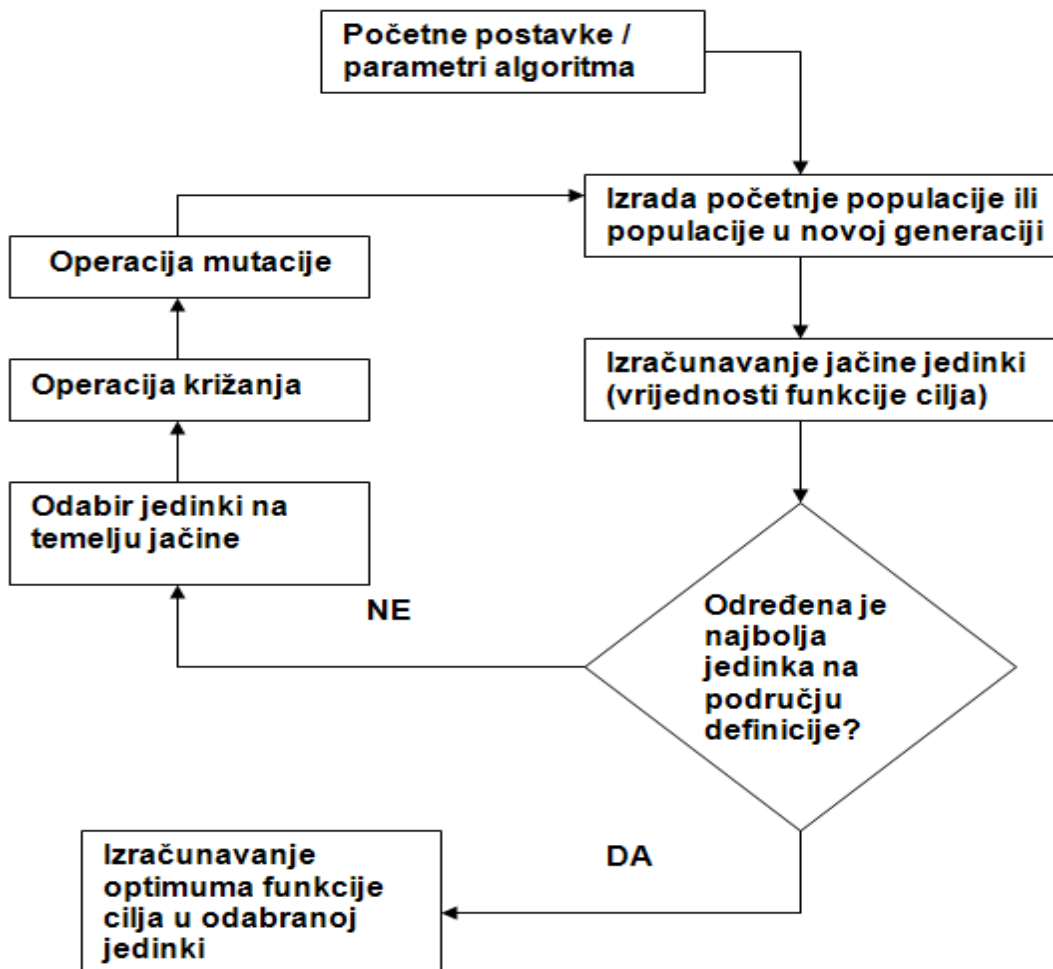 Početne postavke /
parametri algoritma
Izrada početnje populacije ili
populacije u novoj generaciji
Operacija mutacije
Izračunavanje jačine jedinki
(vrijednosti funkcije cilja)
Operacija križanja
Odabir jedinki na
temelju jačine
NE
Određena je
najbolja
jedinka na
području
definicije?
DA
Izračunavanje
optimuma funkcije
cilja u odabranoj
jedinki